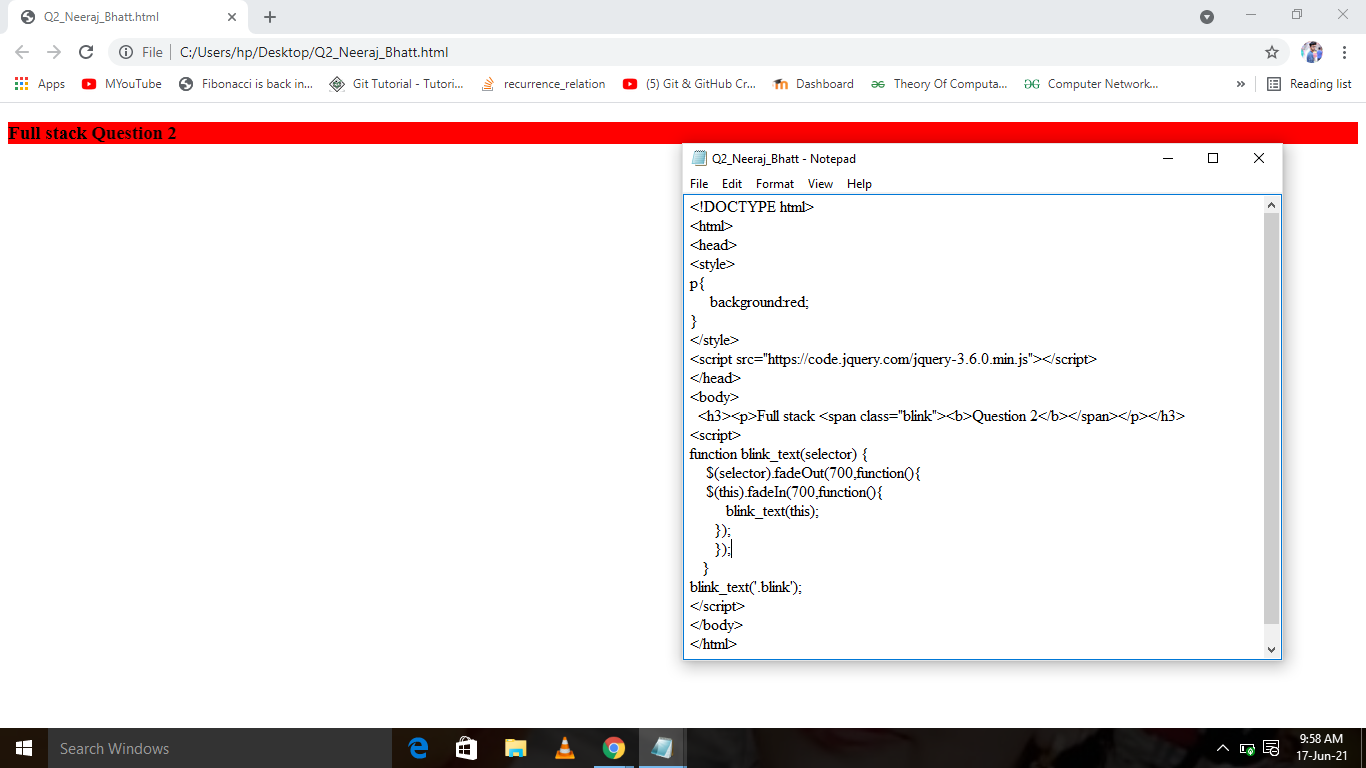 Q2_Neeraj_Bhatt.html
File C:/Users/hp/Desktop/Q2_Neeraj_Bhatt.html
Apps MYouTube Fibonacci is back in... Git Tutorial - Tutori... recurrence_relation (5) Git & GitHub Cr... Dashboard Theory Of Computa... Computer Network... » Reading list
Full stack Question 2
Q2_Neeraj_Bhatt - Notepad
File Edit Format View Help
<!DOCTYPE html>
<html>
<head>
<style>
p{
background:red;
}
</style>
<script src="https://code.jquery.com/jquery-3.6.0.min.js"></script>
</head>
<body>
<h3><p>Full stack <span class="blink"><b>Question 2</b></span></p></h3>
<script>
function blink_text(selector) {
$(selector).fadeOut(700,function(){
$(this).fadeIn(700,function(){
blink_text(this);
});
});
}
blink_text('.blink');
</script>
</body>
</html>
Search Windows
9:58 AM
17-Jun-21